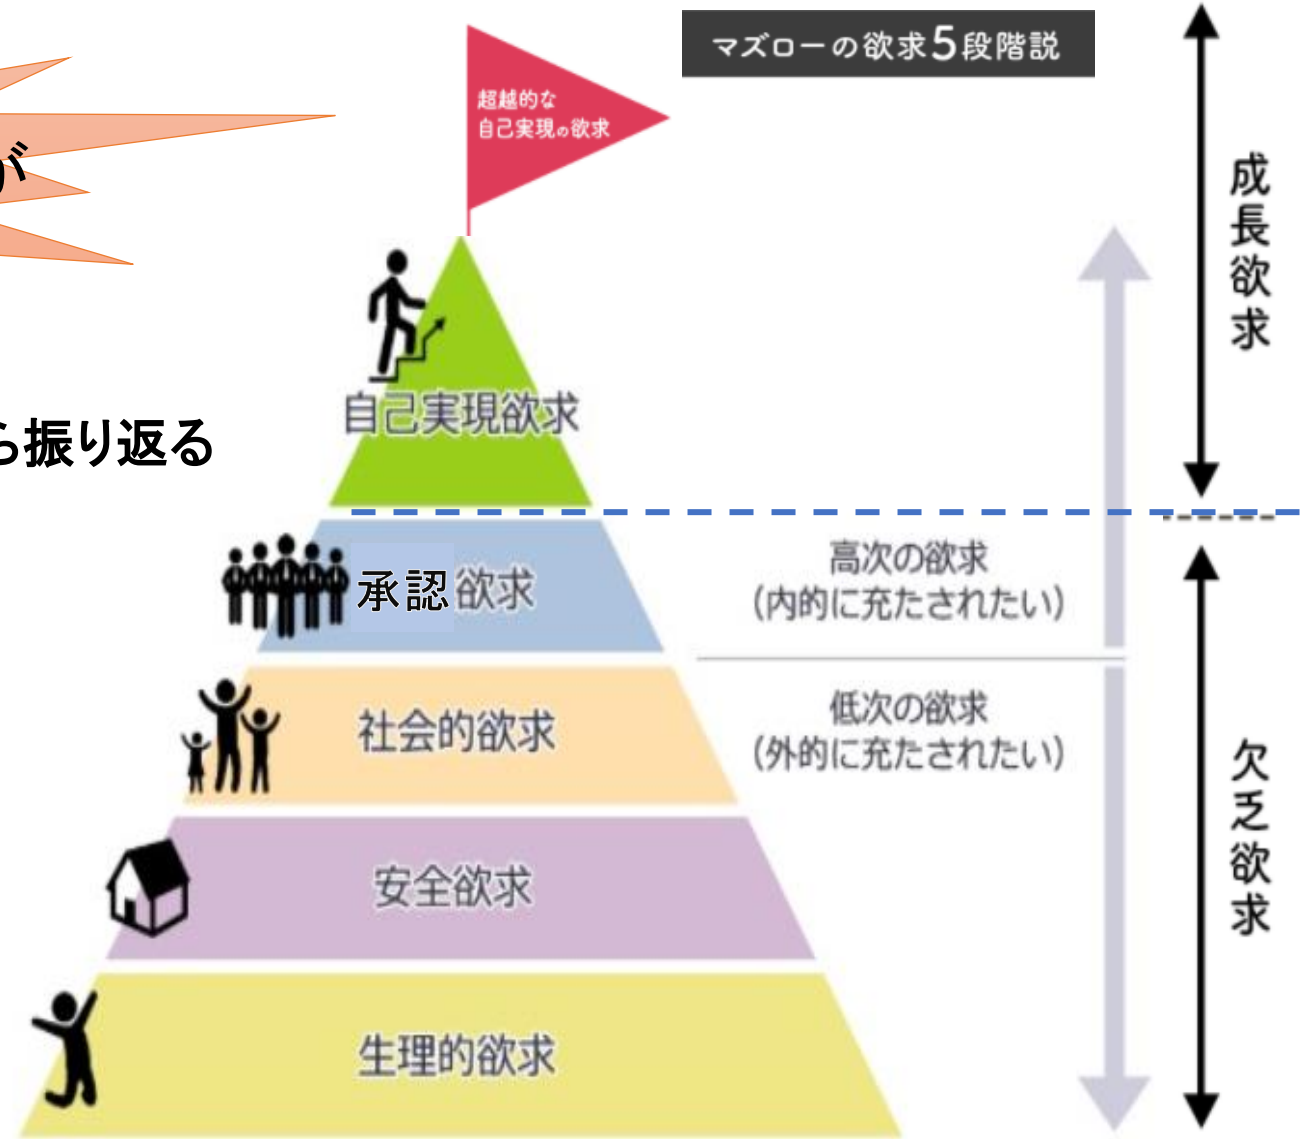 マズローの欲求5段階説
超越的な
自己実現の欲求
が
ら振り返る
自己実現欲求
承認欲求
社会的欲求
安全欲求
生理的欲求
高次の欲求
(内的に充たされたい)
低次の欲求
(外的に充たされたい)
成長欲求
欠乏欲求